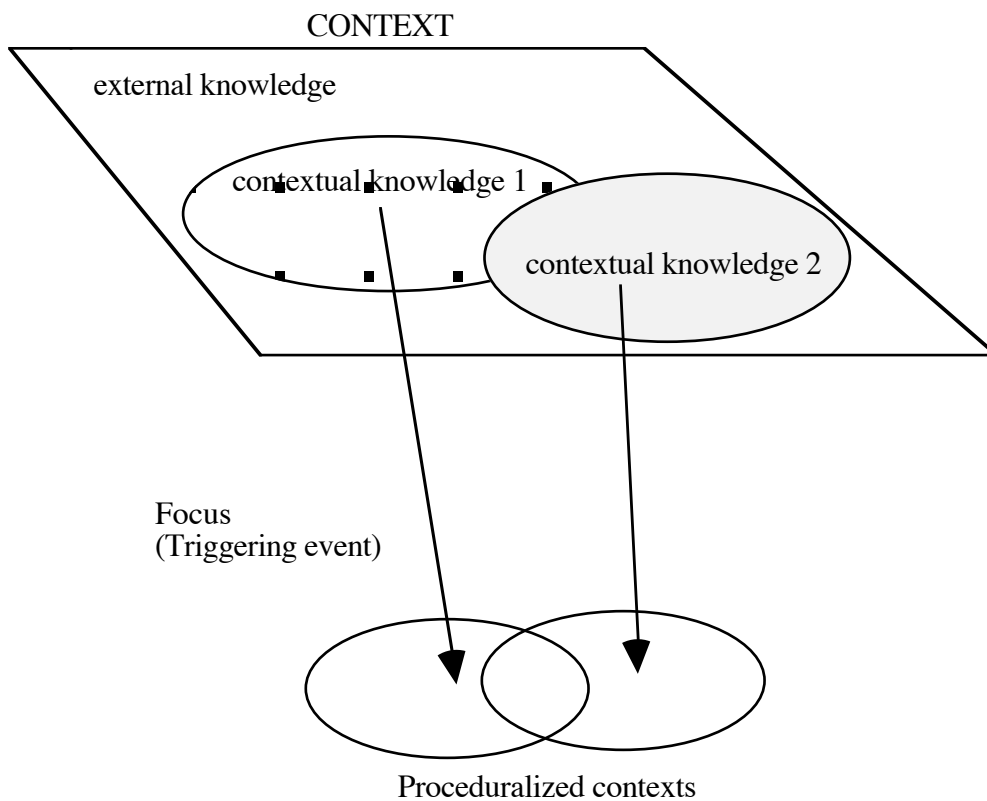 CONTEXT
external knowledge
contextual knowledge 1
contextual knowledge 2
Focus
(Triggering event)
Proceduralized contexts